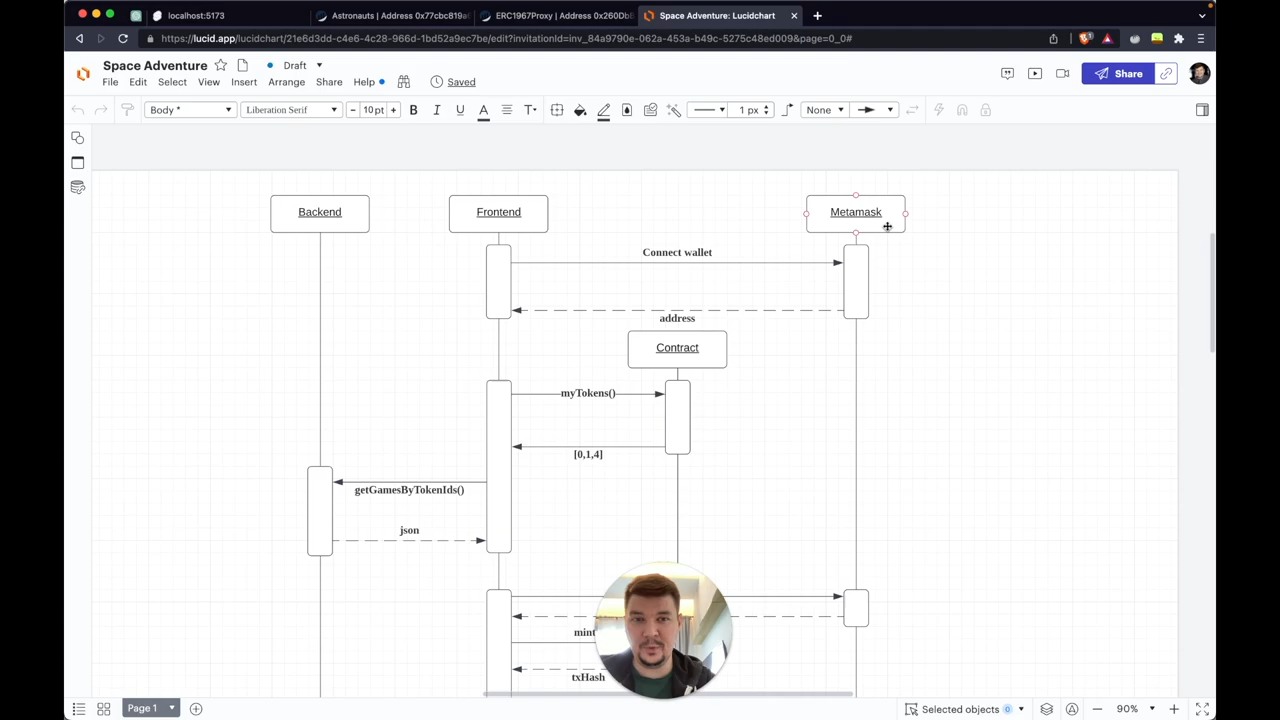 localhost:5173
Astronauts | Address 0x77cbc819a
ERC1967Proxy | Address 0x260Db
Space Adventure: Lucidchart
https://lucid.app/lucidchart/21e6d3dd-c4e6-4c28-966d-1bd52a9ec7be/edit?invitationId=inv_84a9790e-062a-453a-b49c-5275c48ed009&page=0_0#
Space Adventure
Draft
File
Edit
Select
View
Insert
Arrange
Share
Help
Saved
Share
Body *
Liberation Serif
10 pt
B
I
U
A
T
1 px
None
Backend
Frontend
Metamask
Connect wallet
address
Contract
myTokens()
[0,1,4]
getGamesByTokenIds()
json
mint
txHash
Page 1
Selected objects
0
90%